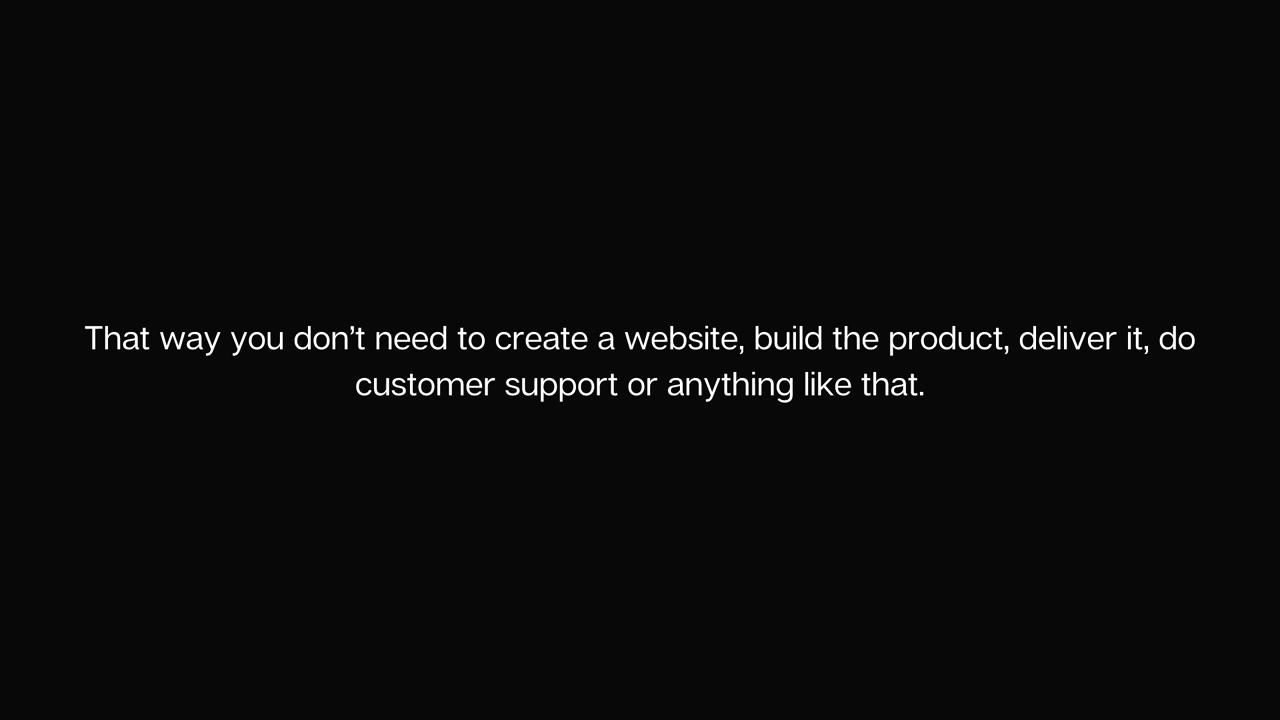 That way you don’t need to create a website, build the product, deliver it, do
customer support or anything like that.